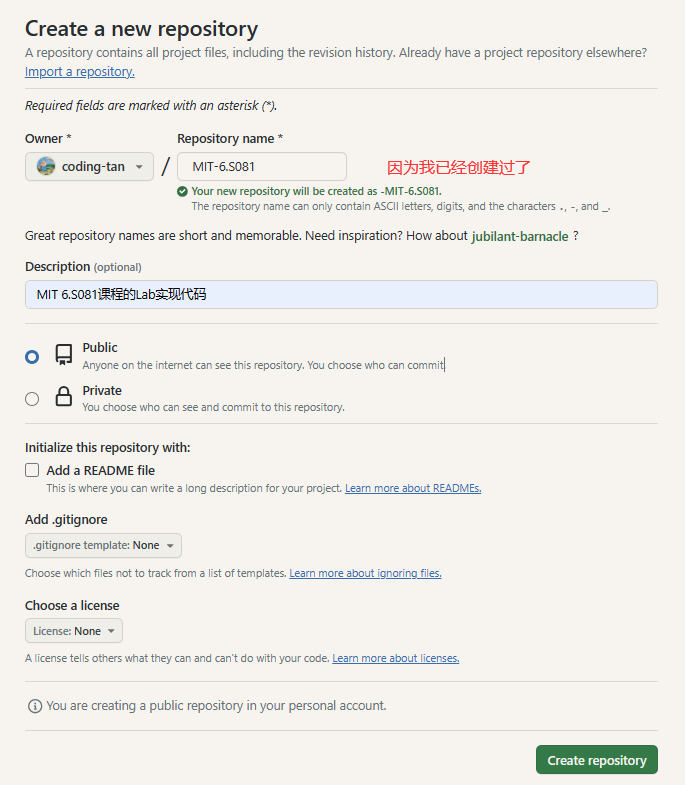 Create a new repository
A repository contains all project files, including the revision history. Already have a project repository elsewhere?
Import a repository.
Required fields are marked with an asterisk (*).
Owner *
Repository name *
coding-tan
/
MIT-6.S081
因为我已经创建过了
Your new repository will be created as -MIT-6.S081.
The repository name can only contain ASCII letters, digits, and the characters ., -, and _.
Great repository names are short and memorable. Need inspiration? How about jubilant-barnacle ?
Description (optional)
MIT 6.S081课程的Lab实现代码
Public
Anyone on the internet can see this repository. You choose who can commit.
Private
You choose who can see and commit to this repository.
Initialize this repository with:
Add a README file
This is where you can write a long description for your project. Learn more about READMEs.
Add .gitignore
.gitignore template: None
Choose which files not to track from a list of templates. Learn more about ignoring files.
Choose a license
License: None
A license tells others what they can and can't do with your code. Learn more about licenses.
You are creating a public repository in your personal account.
Create repository